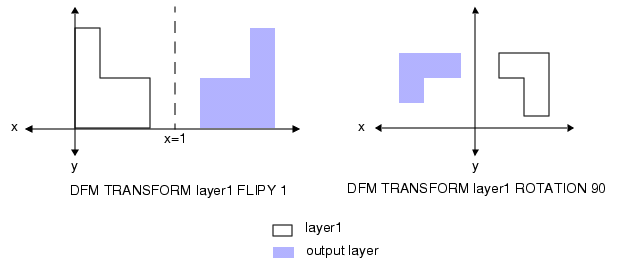 x
x=1
y
DFM TRANSFORM layer1 FLIPY 1
x
y
DFM TRANSFORM layer1 ROTATION 90
layer1
output layer